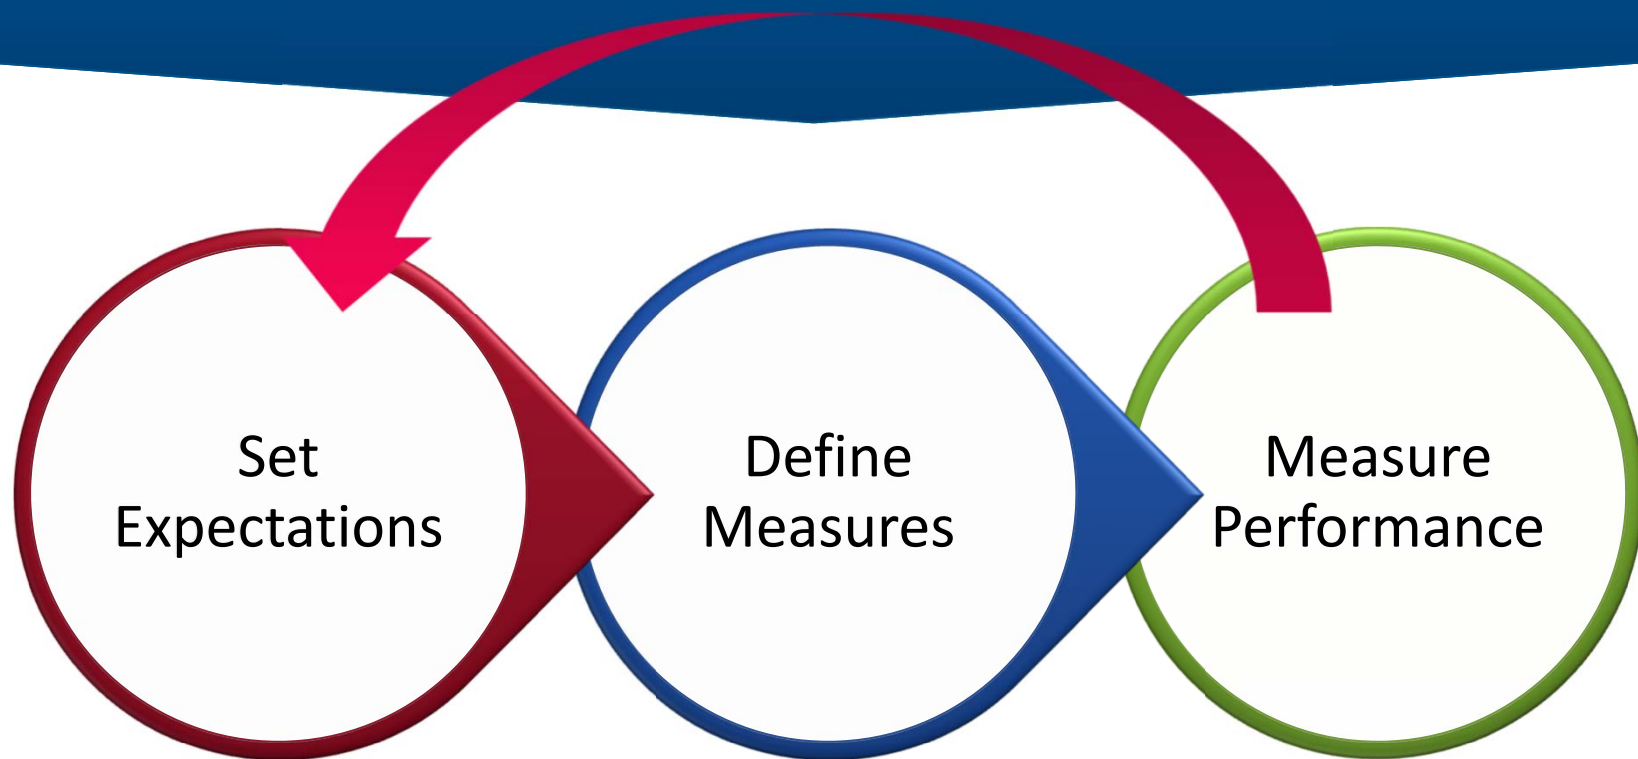 Set
Expectations
Define
Measures
Measure
Performance